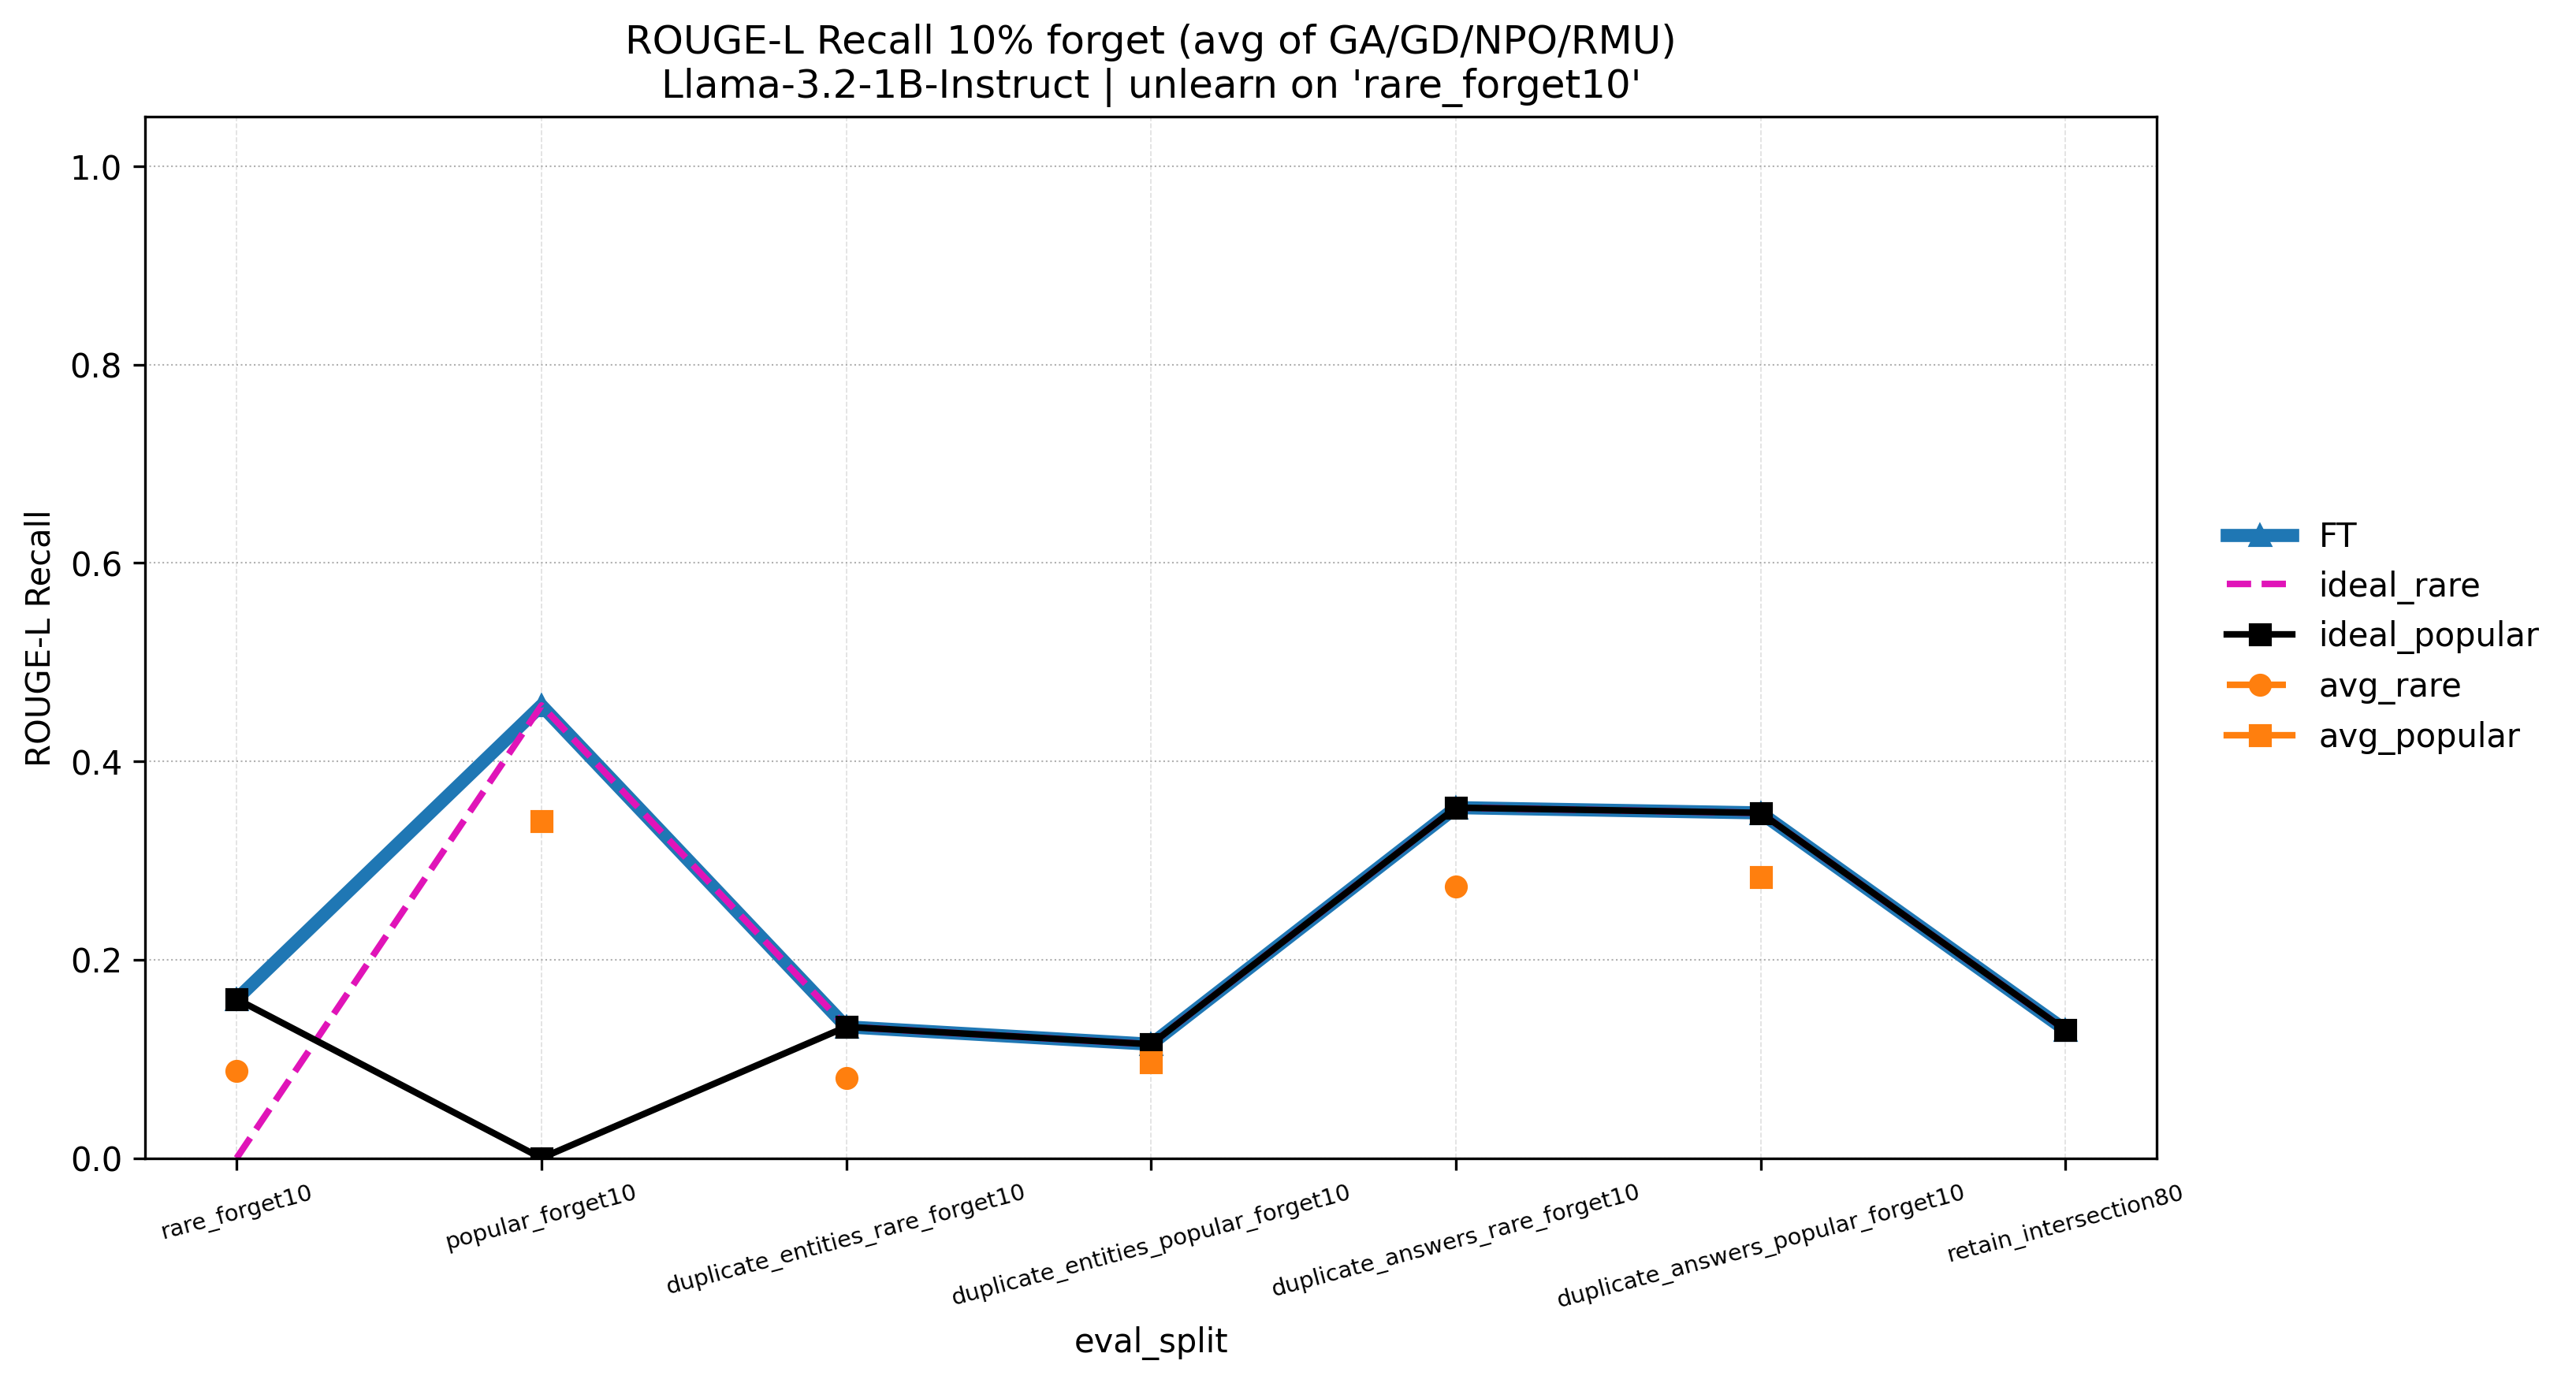 ROUGE-L Recall 10% forget (avg of GA/GD/NPO/RMU)
Llama-3.2-1B-Instruct | unlearn on 'rare_forget10'
ROUGE-L Recall
1.0
0.8
0.6
0.4
0.2
0.0
rare_forget10
popular_forget10
duplicate_entities_rare_forget10
duplicate_entities_popular_forget10
duplicate_answers_rare_forget10
duplicate_answers_popular_forget10
retain_intersection80
eval_split
FT
ideal_rare
ideal_popular
avg_rare
avg_popular